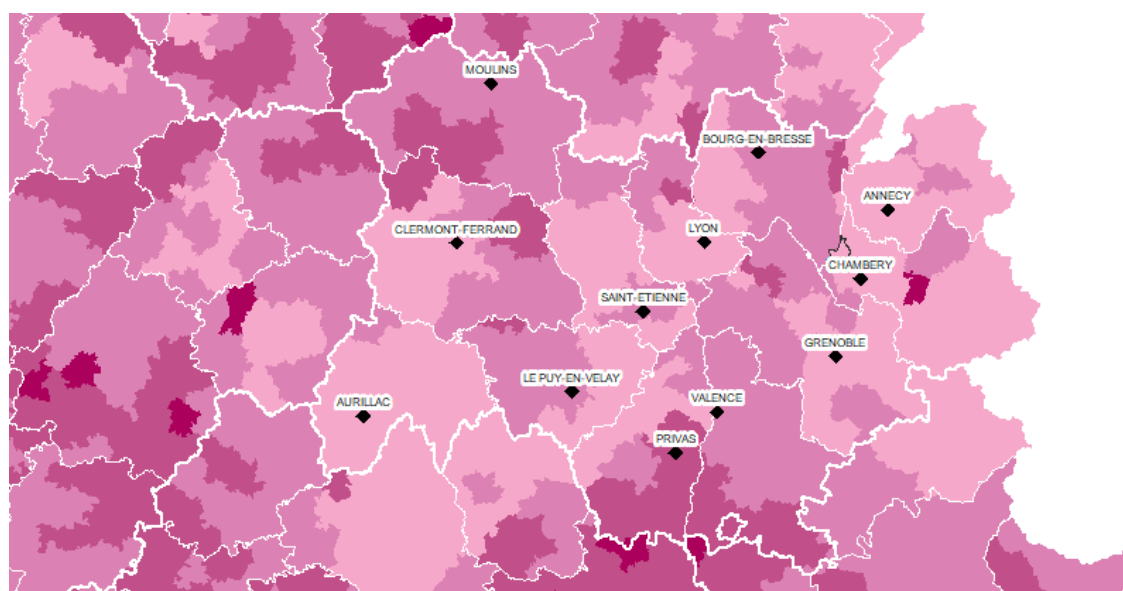 MOULINS
BOURG-EN-BRESSE
ANNECY
CLERMONT-FERRAND
LYON
CHAMBERY
SAINT-ETIENNE
GRENOBLE
LE PUY-EN-VELAY
AURILLAC
VALENCE
PRIVAS